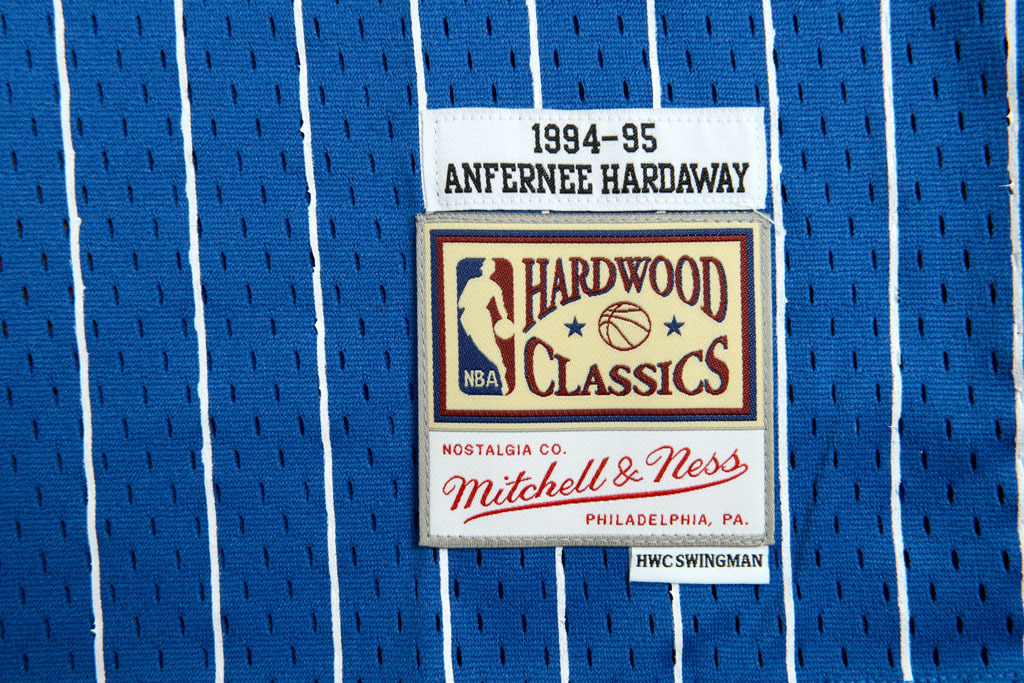 1994-95
ANFERNEE HARDAWAY
HARDWOOD
CLASSICS
NBA
NOSTALGIA CO.
Mitchell & Ness
PHILADELPHIA, PA.
HWC SWINGMAN